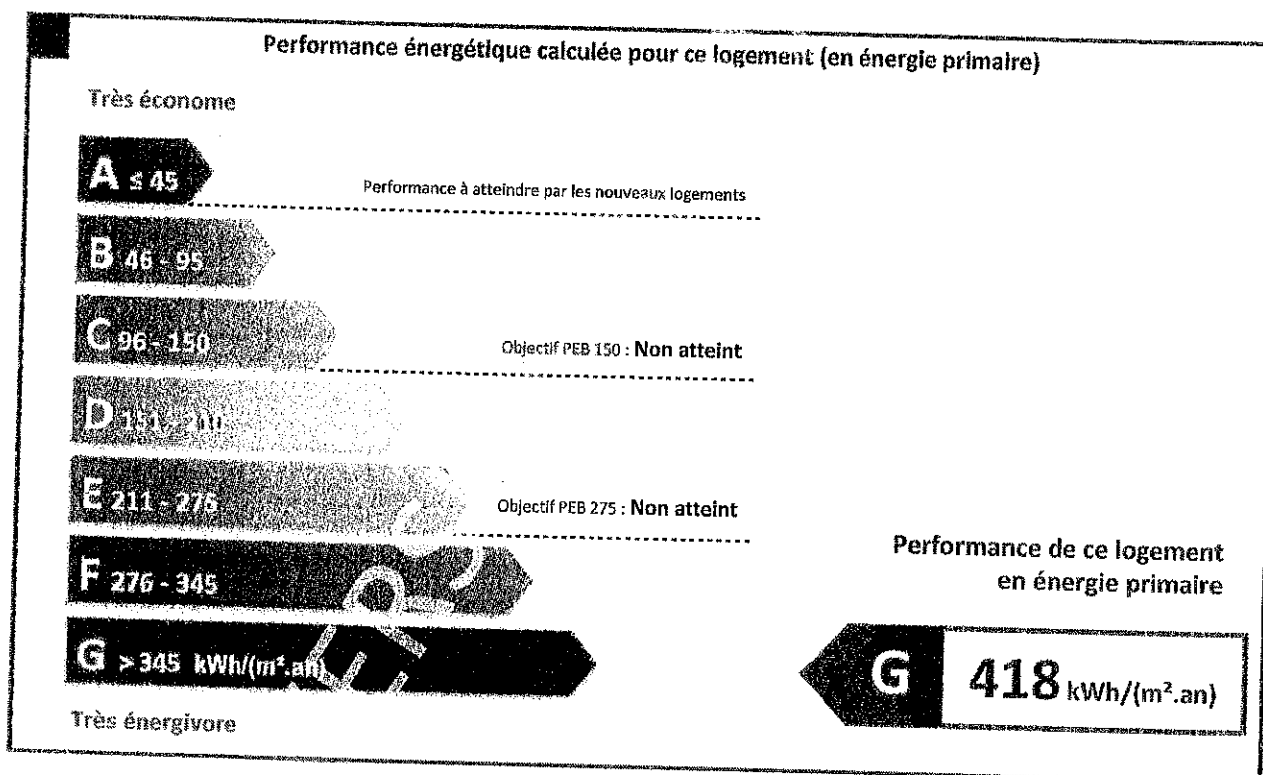 Performance énergétique calculée pour ce logement (en énergie primaire)
Très économe
A ≤ 45
Performance à atteindre par les nouveaux logements
B 46 - 95
C 96 - 150
Objectif PEB 150 : Non atteint
D 151 - 210
E 211 - 275
Objectif PEB 275 : Non atteint
F 276 - 345
Performance de ce logement
en énergie primaire
G > 345 kWh/(m².an)
G 418 kWh/(m².an)
Très énergivore